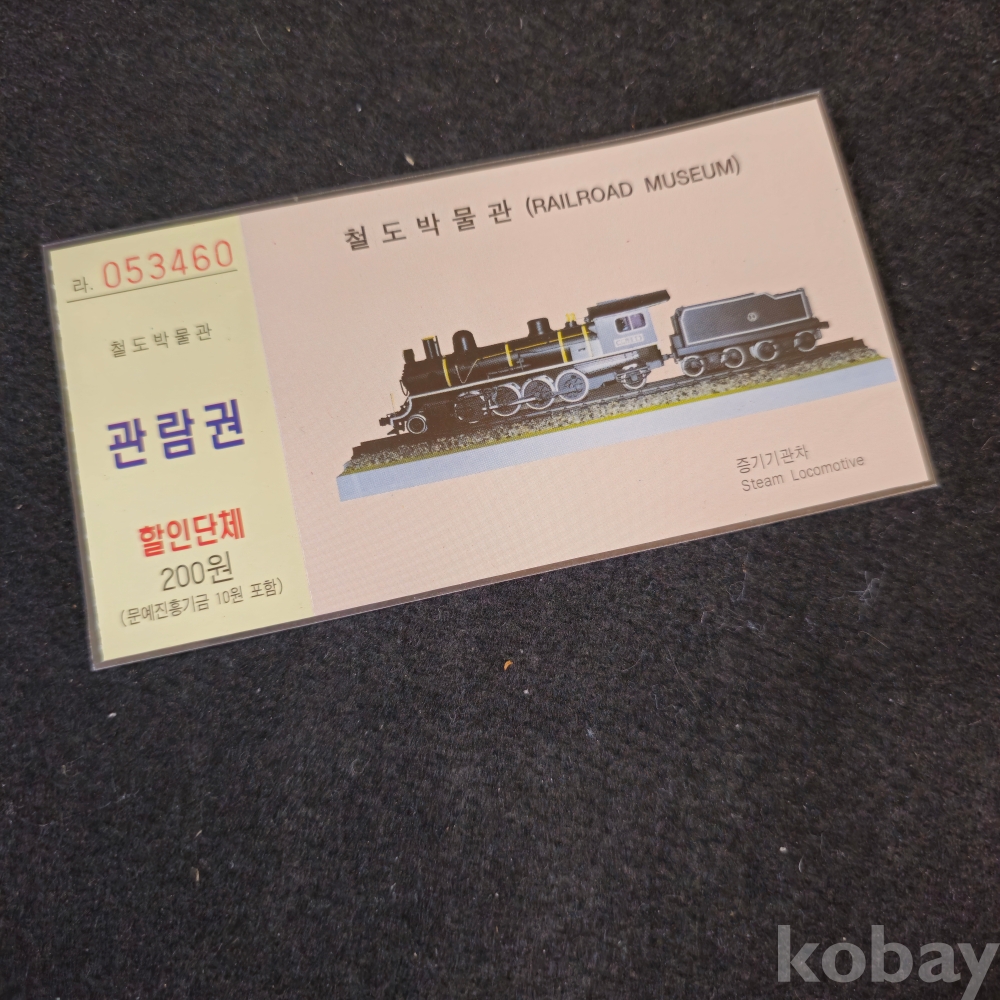 라. 053460
철도박물관
관람권
할인단체
200원
(문예진흥기금 10원 포함)
철도박물관 (RAILROAD MUSEUM)
증기기관차
Steam Locomotive
kobay